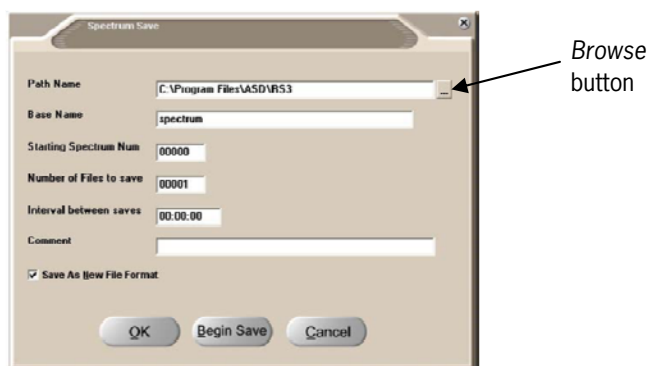 Spectrum Save
Path Name C:\Program Files\ASD\RS3 ...
Base Name spectrum
Starting Spectrum Num 00000
Number of Files to save 00001
Interval between saves 00:00:00
Comment
Save As New File Format
OK Begin Save Cancel
Browse
button